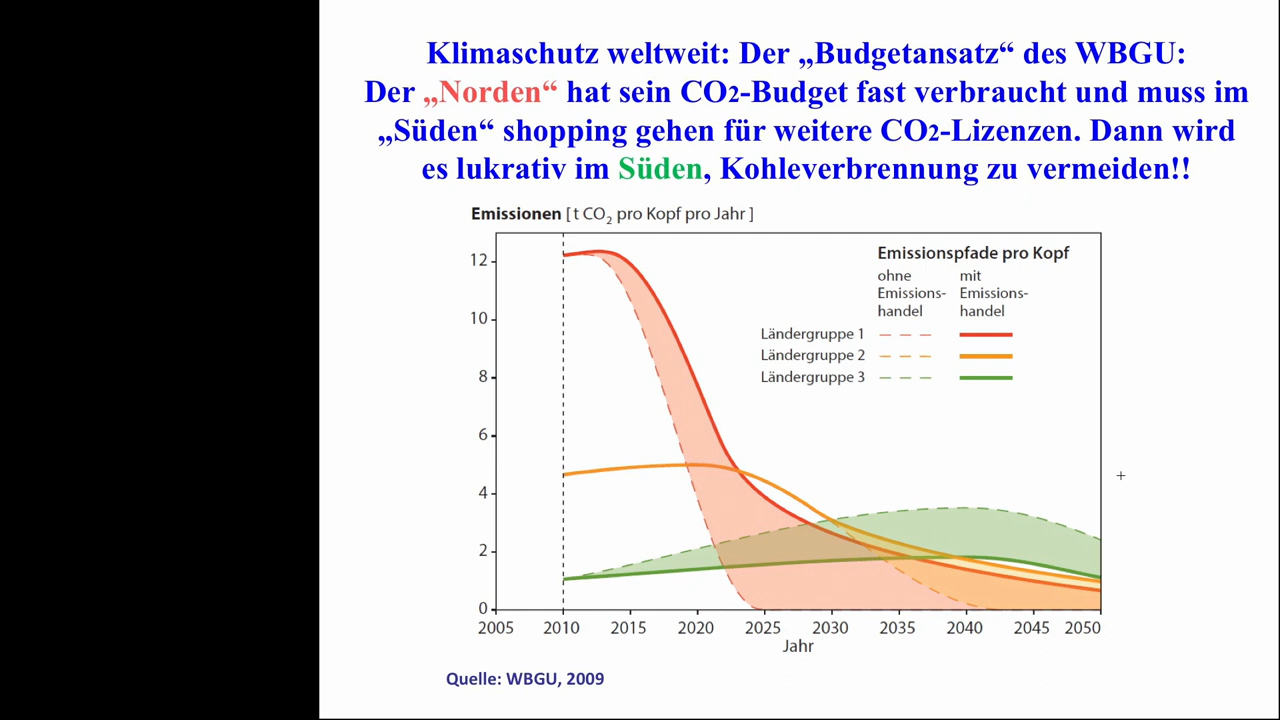 Klimaschutz weltweit: Der „Budgetansatz“ des WBGU:
Der „Norden“ hat sein CO2-Budget fast verbraucht und muss im
„Süden“ shopping gehen für weitere CO2-Lizenzen. Dann wird
es lukrativ im Süden, Kohleverbrennung zu vermeiden!!
Emissionen [ t CO₂ pro Kopf pro Jahr ]
Emissionspfade pro Kopf
ohne mit
Emissions- Emissions-
handel handel
Ländergruppe 1
Ländergruppe 2
Ländergruppe 3
12
10
8
6
4
2
0
2005 2010 2015 2020 2025 2030 2035 2040 2045 2050
Jahr
Quelle: WBGU, 2009